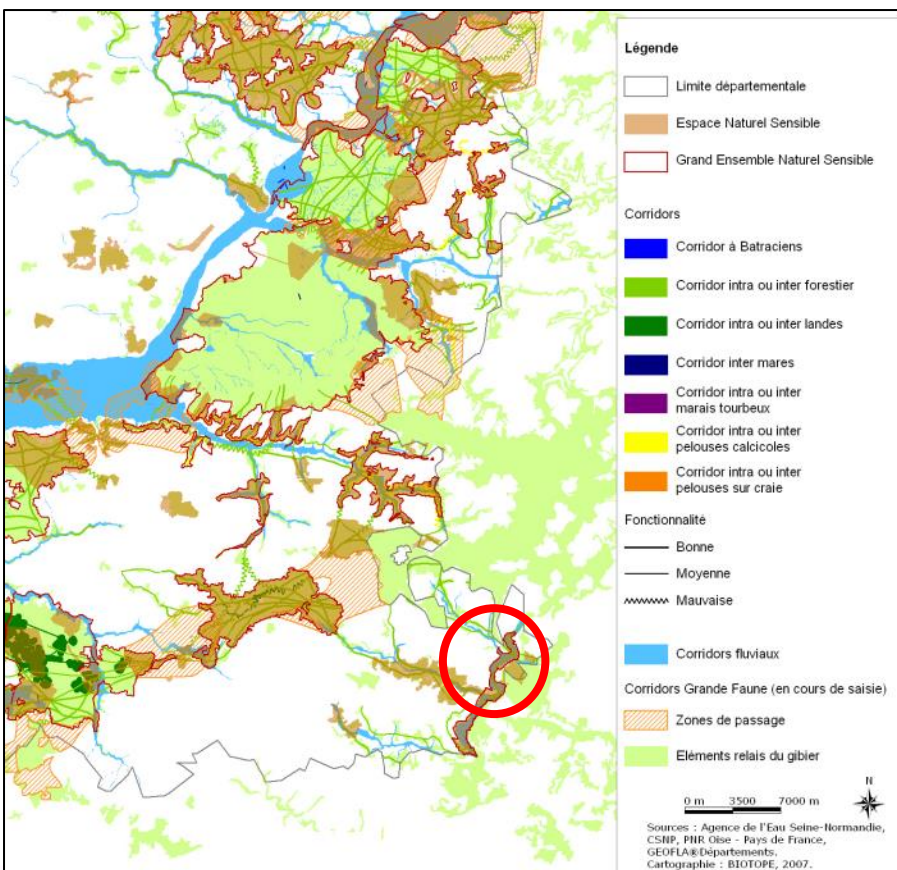 Légende
Limite départementale
Espace Naturel Sensible
Grand Ensemble Naturel Sensible
Corridors
Corridor à Batraciens
Corridor intra ou inter forestier
Corridor intra ou inter landes
Corridor inter mares
Corridor intra ou inter
marais tourbeux
Corridor intra ou inter
pelouses calcicoles
Corridor intra ou inter
pelouses sur craie
Fonctionnalité
Bonne
Moyenne
Mauvaise
Corridors fluviaux
Corridors Grande Faune (en cours de saisie)
Zones de passage
Eléments relais du gibier
N
0 m 3500 7000 m
Sources : Agence de l'Eau Seine-Normandie,
CSNP, PNR Oise - Pays de France,
GEOFLA®Départements.
Cartographie : BIOTOPE, 2007.